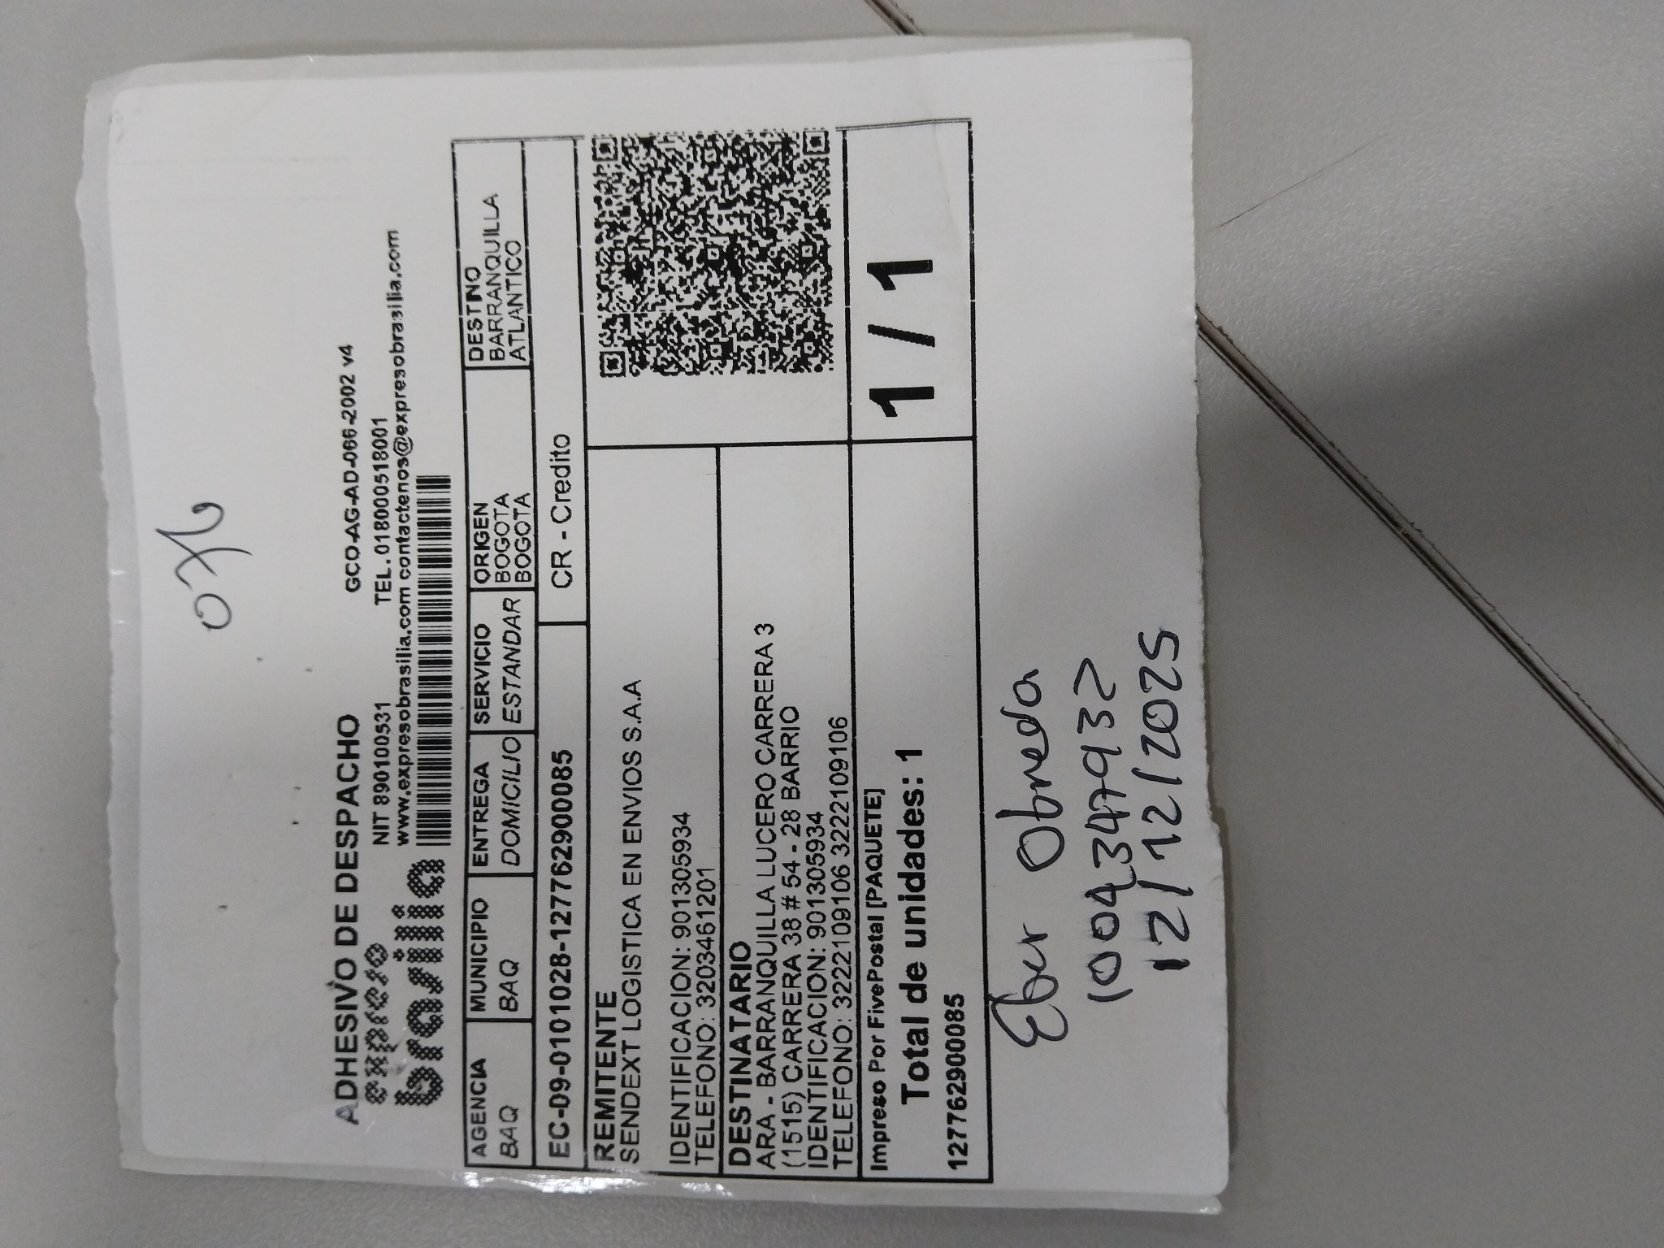 ADHESIVO DE DESPACHO
GCO-AG-AD-066-2002 v4
expreso
brasilia
NIT 890100531 TEL. 018000518001
www.expresobrasilia.com contactenos@expresobrasilia.com
AGENCIA MUNICIPIO ENTREGA SERVICIO ORIGEN DESTINO
BAQ BAQ DOMICILIO ESTANDAR BOGOTA BARRANQUILLA
BOGOTA ATLANTICO
EC-09-0101028-127762900085 CR - Credito
REMITENTE
SENDEXT LOGISTICA EN ENVIOS S.A.A
IDENTIFICACION: 901305934
TELEFONO: 3203461201
DESTINATARIO
ARA - BARRANQUILLA LUCERO CARRERA 3
(1515) CARRERA 38 # 54 - 28 BARRIO
IDENTIFICACION: 901305934
TELEFONO: 3222109106 3222109106
Impreso Por FivePostal [PAQUETE]
Total de unidades: 1
127762900085
1 / 1
Eber
1004347932
12/12/2025